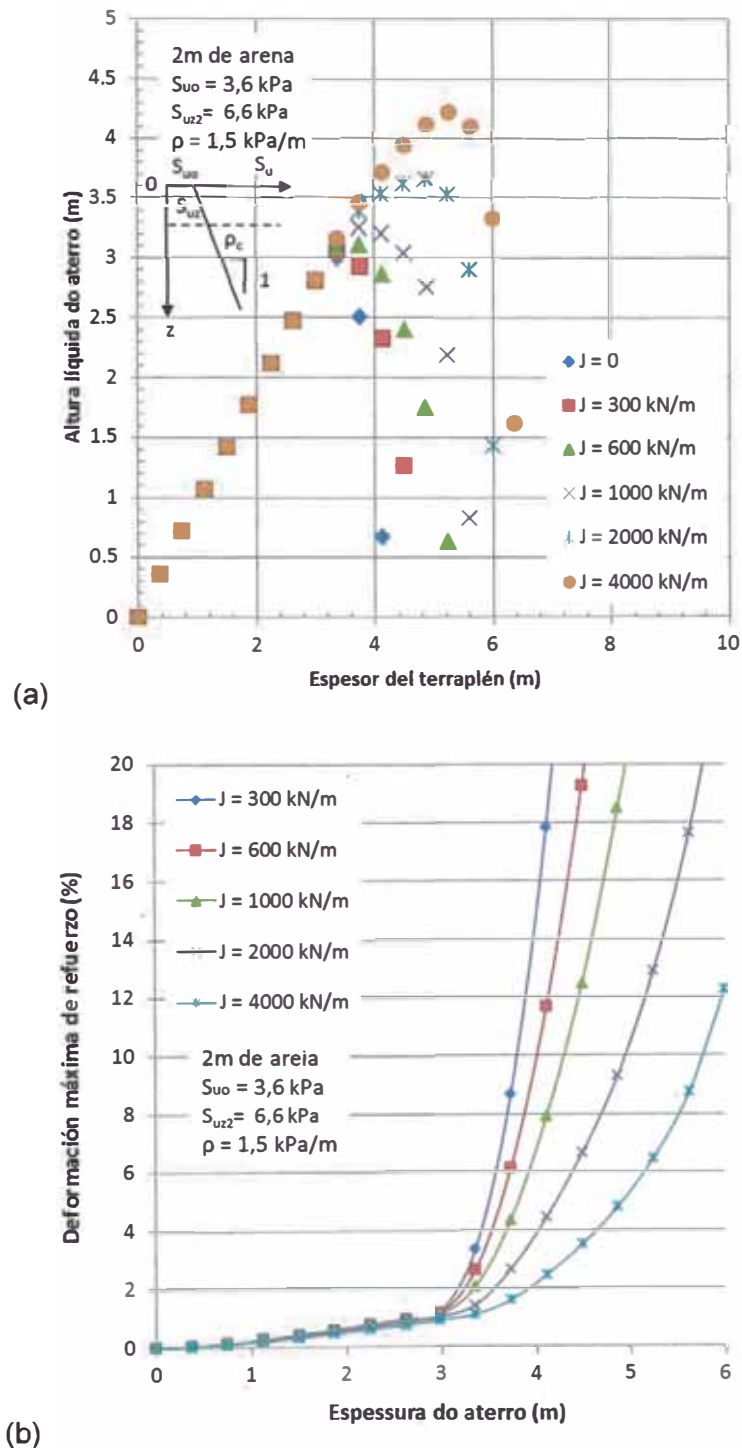 5
4.5
4
3.5
3
2.5
2
1.5
1
0.5
0
Altura líquida do aterro (m)
2m de arena
Suo = 3,6 kPa
Suz2= 6,6 kPa
ρ = 1,5 kPa/m
Suo
Su
0
Suz
ρc
1
z
J = 0
J = 300 kN/m
J = 600 kN/m
J = 1000 kN/m
J = 2000 kN/m
J = 4000 kN/m
0 2 4 6 8 10
Espesor del terraplén (m)
(a)
20
18
16
14
12
10
8
6
4
2
0
Deformación máxima de refuerzo (%)
J = 300 kN/m
J = 600 kN/m
J = 1000 kN/m
J = 2000 kN/m
J = 4000 kN/m
2m de areia
Suo = 3,6 kPa
Suz2 = 6,6 kPa
ρ = 1,5 kPa/m
0 1 2 3 4 5 6
Espessura do aterro (m)
(b)